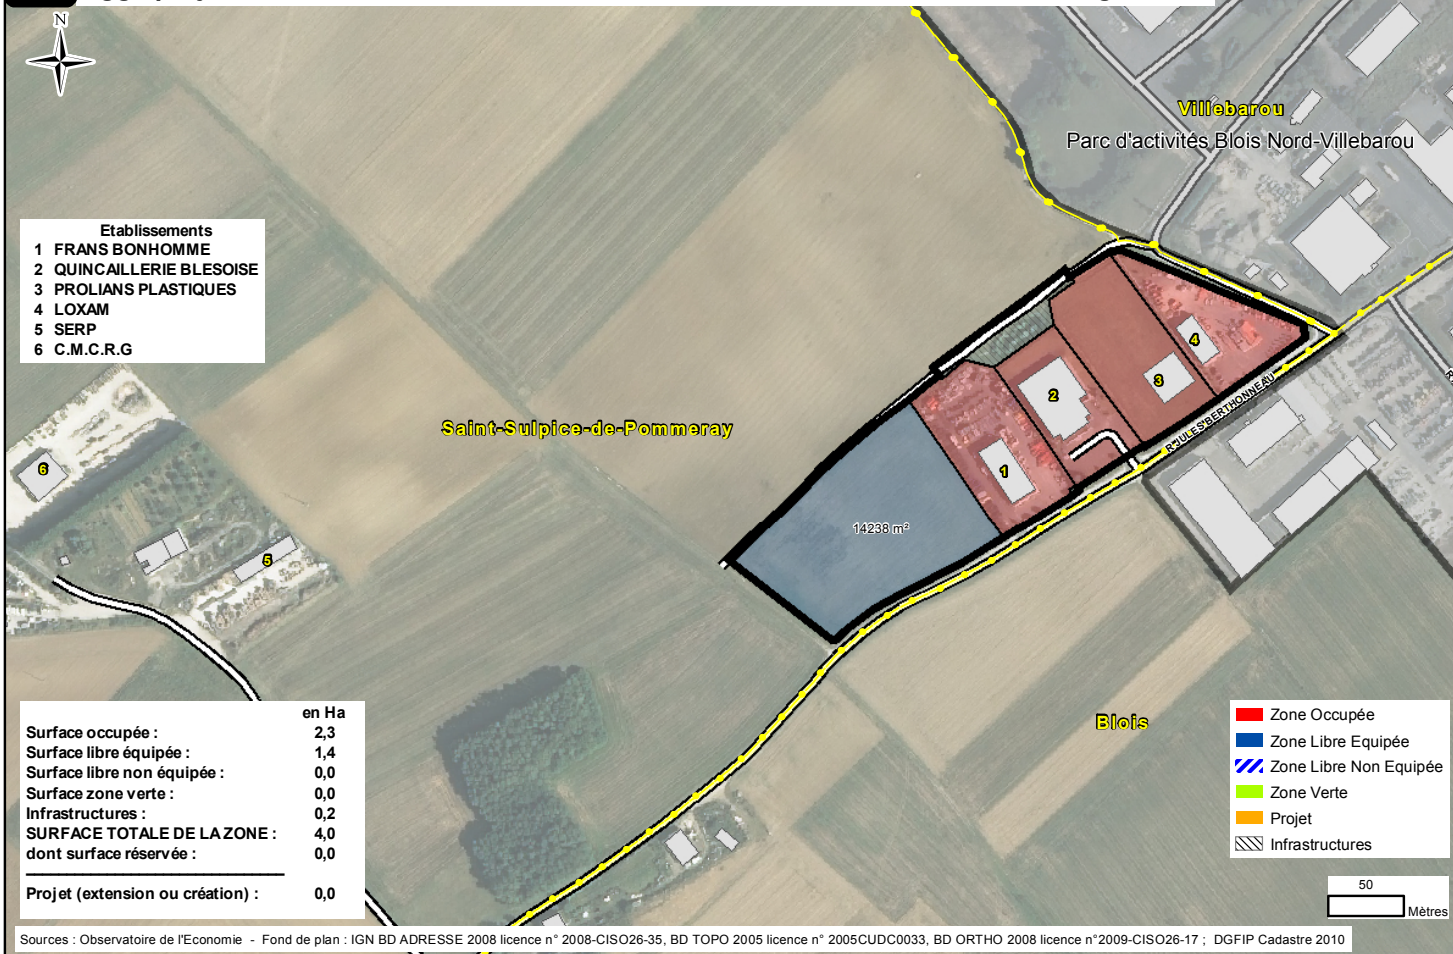 N
Villebarou
Parc d'activités Blois Nord-Villebarou
Etablissements
1 FRANS BONHOMME
2 QUINCAILLERIE BLESOISE
3 PROLIANS PLASTIQUES
4 LOXAM
5 SERP
6 C.M.C.R.G
4
3
2
R JULES BERTHONNEAU
Saint-Sulpice-de-Pommeray
6
1
14238 m²
5
Blois
en Ha
Surface occupée : 2,3
Surface libre équipée : 1,4
Surface libre non équipée : 0,0
Surface zone verte : 0,0
Infrastructures : 0,2
SURFACE TOTALE DE LA ZONE : 4,0
dont surface réservée : 0,0
Projet (extension ou création) : 0,0
Zone Occupée
Zone Libre Equipée
Zone Libre Non Equipée
Zone Verte
Projet
Infrastructures
50
Mètres
Sources : Observatoire de l'Economie - Fond de plan : IGN BD ADRESSE 2008 licence n° 2008-CISO26-35, BD TOPO 2005 licence n° 2005CUDC0033, BD ORTHO 2008 licence n°2009-CISO26-17 ; DGFIP Cadastre 2010